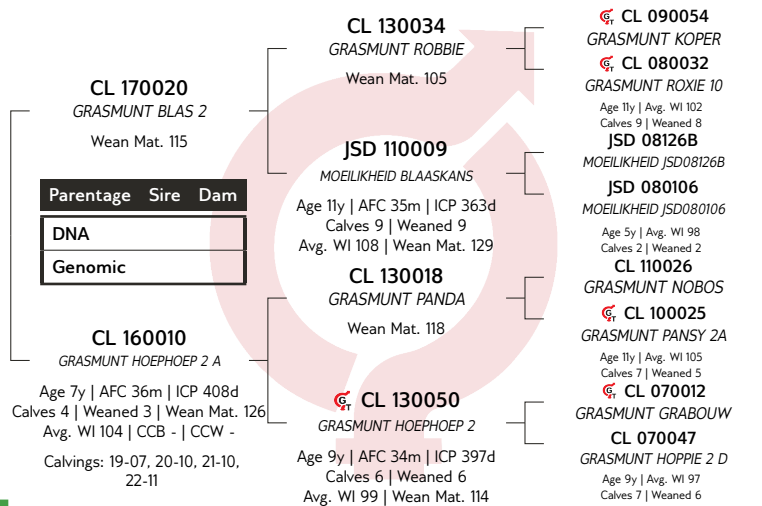 CL 170020
GRASMUNT BLAS 2
Wean Mat. 115
Parentage Sire Dam
DNA
Genomic
CL 160010
GRASMUNT HOEPHOEP 2 A
Age 7y | AFC 36m | ICP 408d
Calves 4 | Weaned 3 | Wean Mat. 126
Avg. WI 104 | CCB - | CCW -
Calvings: 19-07, 20-10, 21-10,
22-11
CL 130034
GRASMUNT ROBBIE
Wean Mat. 105
JSD 110009
MOEILIKHEID BLAASKANS
Age 11y | AFC 35m | ICP 363d
Calves 9 | Weaned 9
Avg. WI 108 | Wean Mat. 129
CL 130018
GRASMUNT PANDA
Wean Mat. 118
GT CL 130050
GRASMUNT HOEPHOEP 2
Age 9y | AFC 34m | ICP 397d
Calves 6 | Weaned 6
Avg. WI 99 | Wean Mat. 114
GT CL 090054
GRASMUNT KOPER
GT CL 080032
GRASMUNT ROXIE 10
Age 11y | Avg. WI 102
Calves 9 | Weaned 8
JSD 08126B
MOEILIKHEID JSD08126B
JSD 080106
MOEILIKHEID JSD080106
Age 5y | Avg. WI 98
Calves 2 | Weaned 2
CL 110026
GRASMUNT NOBOS
GT CL 100025
GRASMUNT PANSY 2A
Age 11y | Avg. WI 105
Calves 7 | Weaned 5
GT CL 070012
GRASMUNT GRABOUW
CL 070047
GRASMUNT HOPPIE 2 D
Age 9y | Avg. WI 97
Calves 7 | Weaned 6